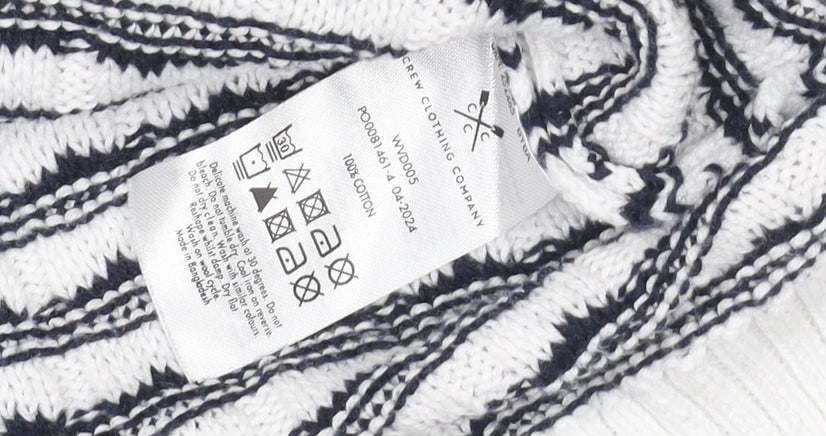 CREW CLOTHING COMPANY
C C
C
WVD005
PO0081461-4 04-2024
100% COTTON
30
Delicate machine wash at 30 degrees. Do not
bleach. Do not tumble dry. Cool iron on reverse.
Do not dry clean. Wash with similar colours.
Reshape whilst damp. Dry flat
Wash on wool cycle.
Made in Bangladesh